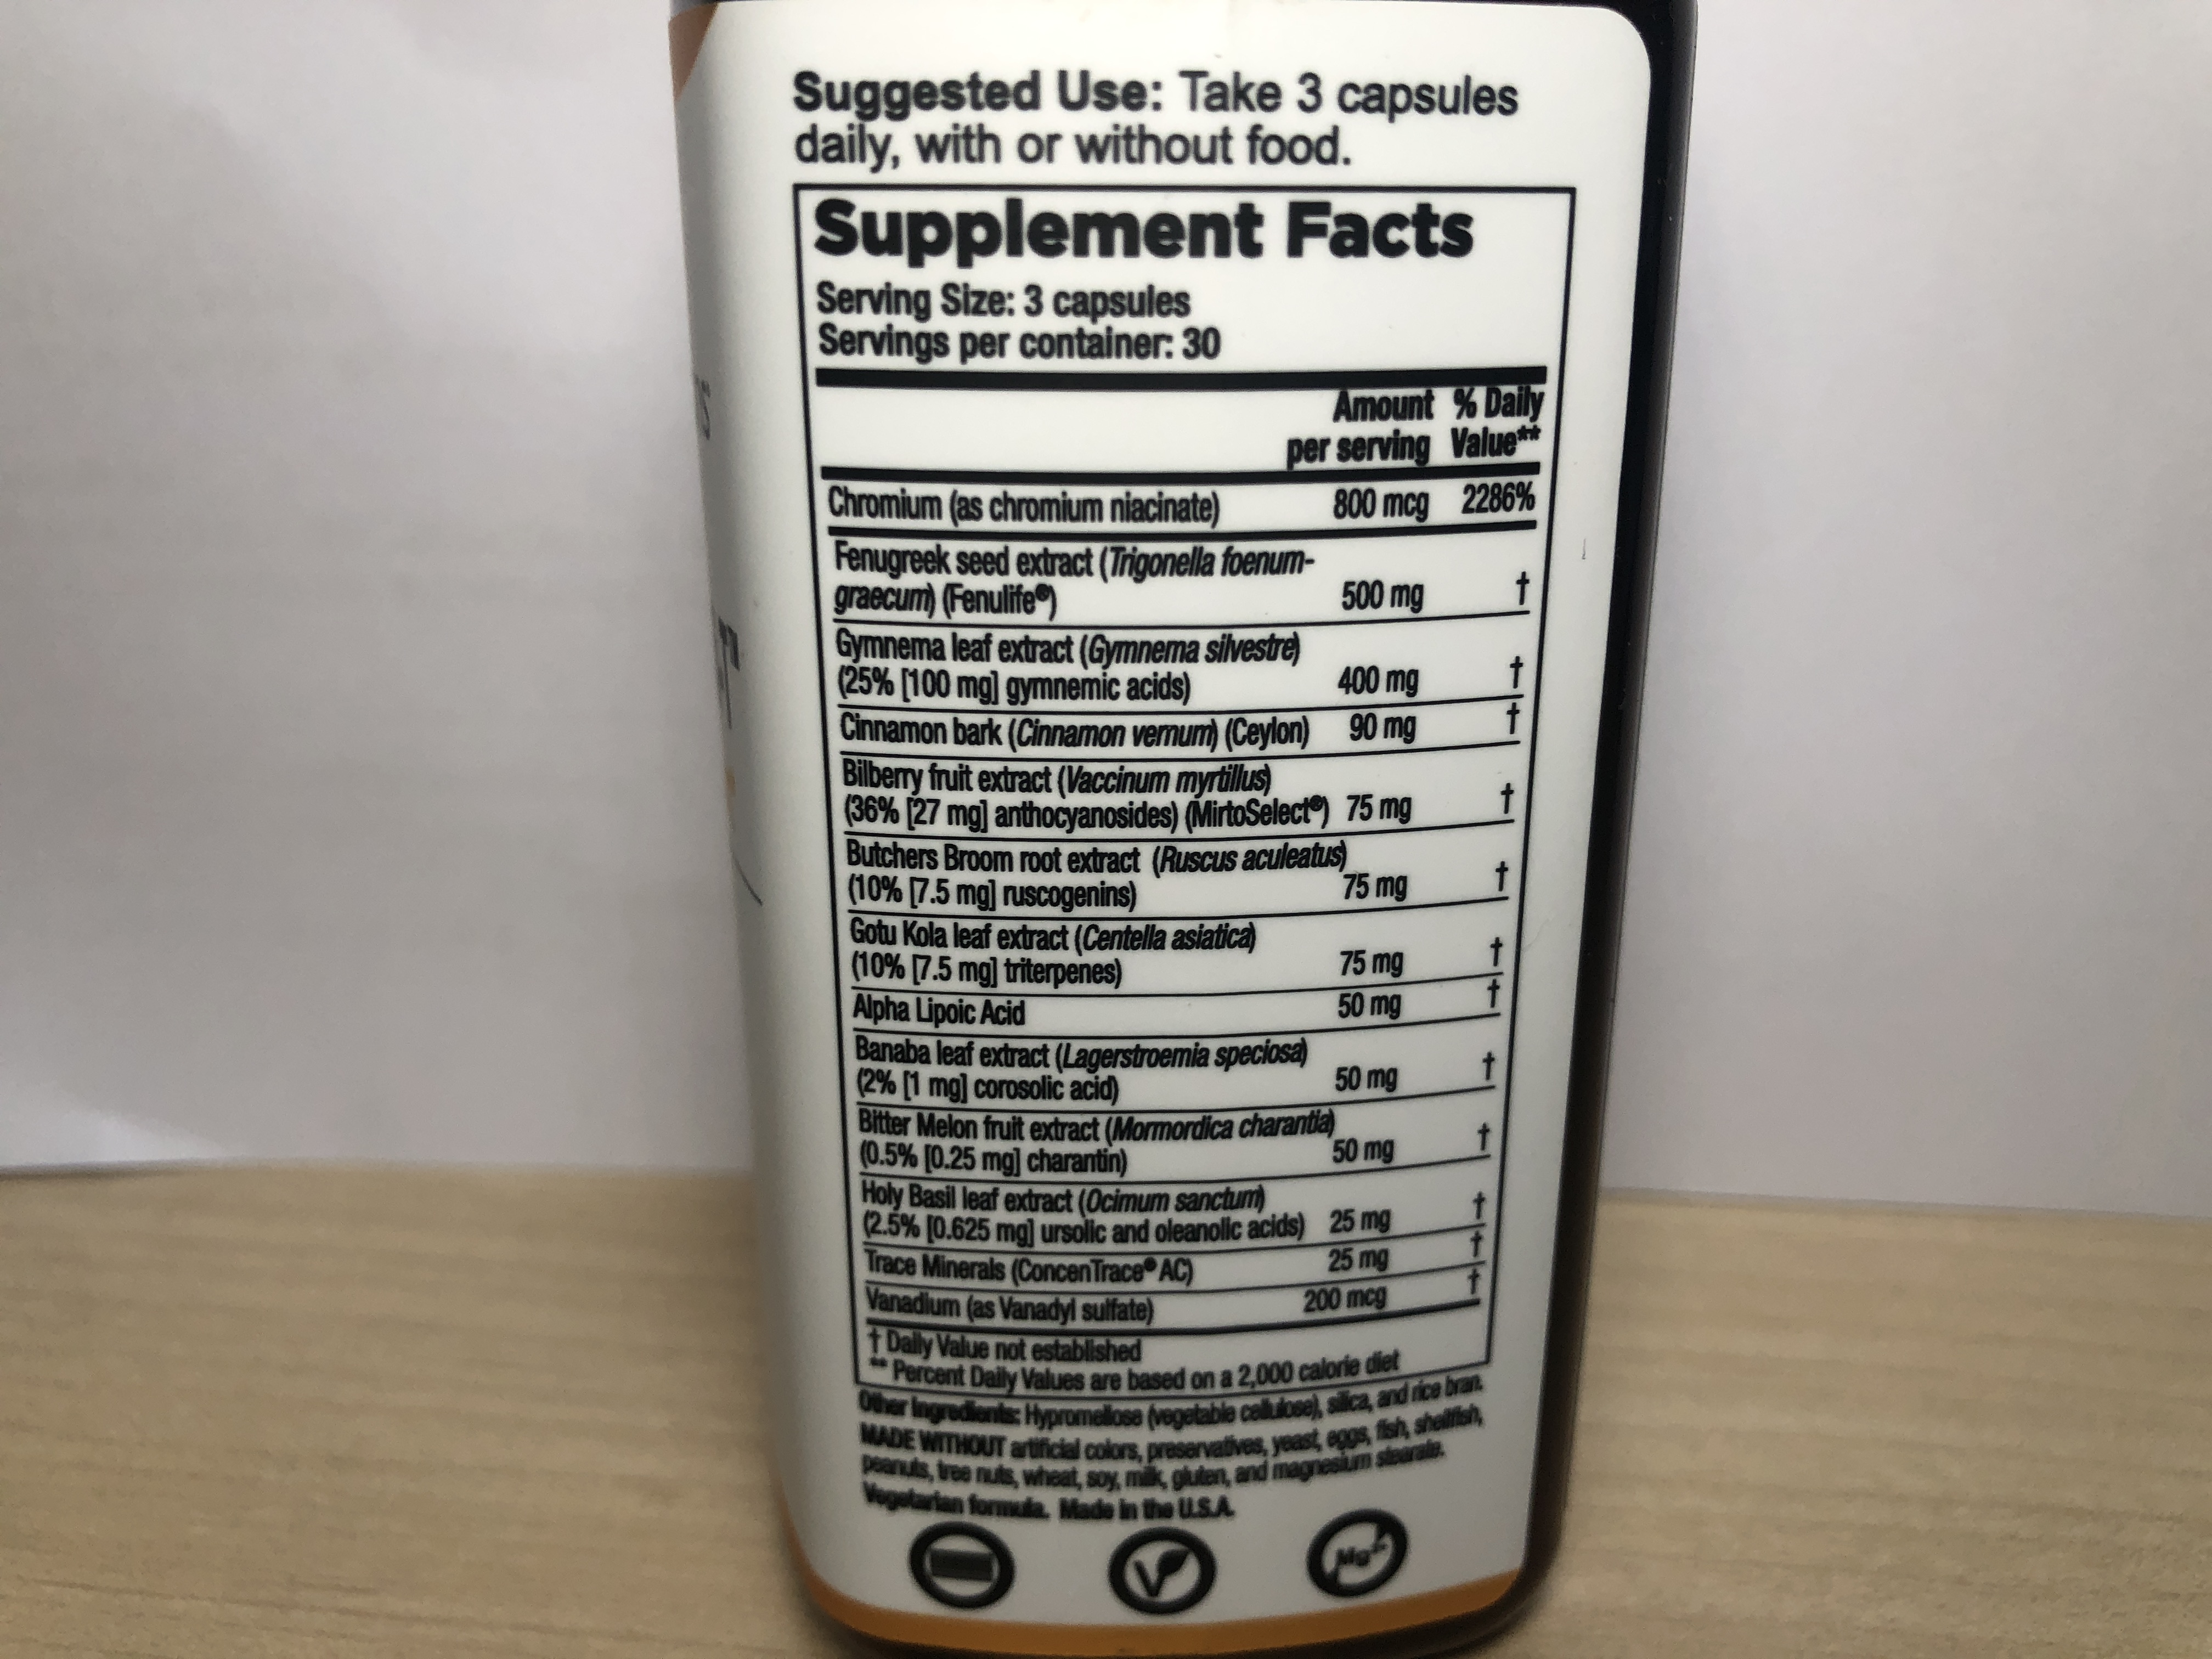 Suggested Use: Take 3 capsules
daily, with or without food.
Supplement Facts
Serving Size: 3 capsules
Servings per container: 30
Amount % Daily
per serving Value**
Chromium (as chromium niacinate) 800 mcg 2286%
Fenugreek seed extract (Trigonella foenum-
graecum) (Fenulife®) 500 mg †
Gymnema leaf extract (Gymnema silvestre)
(25% [100 mg] gymnemic acids) 400 mg †
Cinnamon bark (Cinnamon vernum) (Ceylon) 90 mg †
Bilberry fruit extract (Vaccinum myrtillus)
(36% [27 mg] anthocyanosides) (MirtoSelect®) 75 mg †
Butchers Broom root extract (Ruscus aculeatus)
(10% [7.5 mg] ruscogenins) 75 mg †
Gotu Kola leaf extract (Centella asiatica)
(10% [7.5 mg] triterpenes) 75 mg †
Alpha Lipoic Acid 50 mg †
Banaba leaf extract (Lagerstroemia speciosa)
(2% [1 mg] corosolic acid) 50 mg †
Bitter Melon fruit extract (Mormordica charantia)
(0.5% [0.25 mg] charantin) 50 mg †
Holy Basil leaf extract (Ocimum sanctum)
(2.5% [0.625 mg] ursolic and oleanolic acids) 25 mg †
Trace Minerals (ConcenTrace® AC) 25 mg †
Vanadium (as Vanadyl sulfate) 200 mcg †
† Daily Value not established
** Percent Daily Values are based on a 2,000 calorie diet
Other Ingredients: Hypromellose (vegetable cellulose), silica, and rice bran.
MADE WITHOUT artificial colors, preservatives, yeast, eggs, fish, shellfish,
peanuts, tree nuts, wheat, soy, milk, gluten, and magnesium stearate.
Vegetarian formula. Made in the U.S.A.
V
Mg